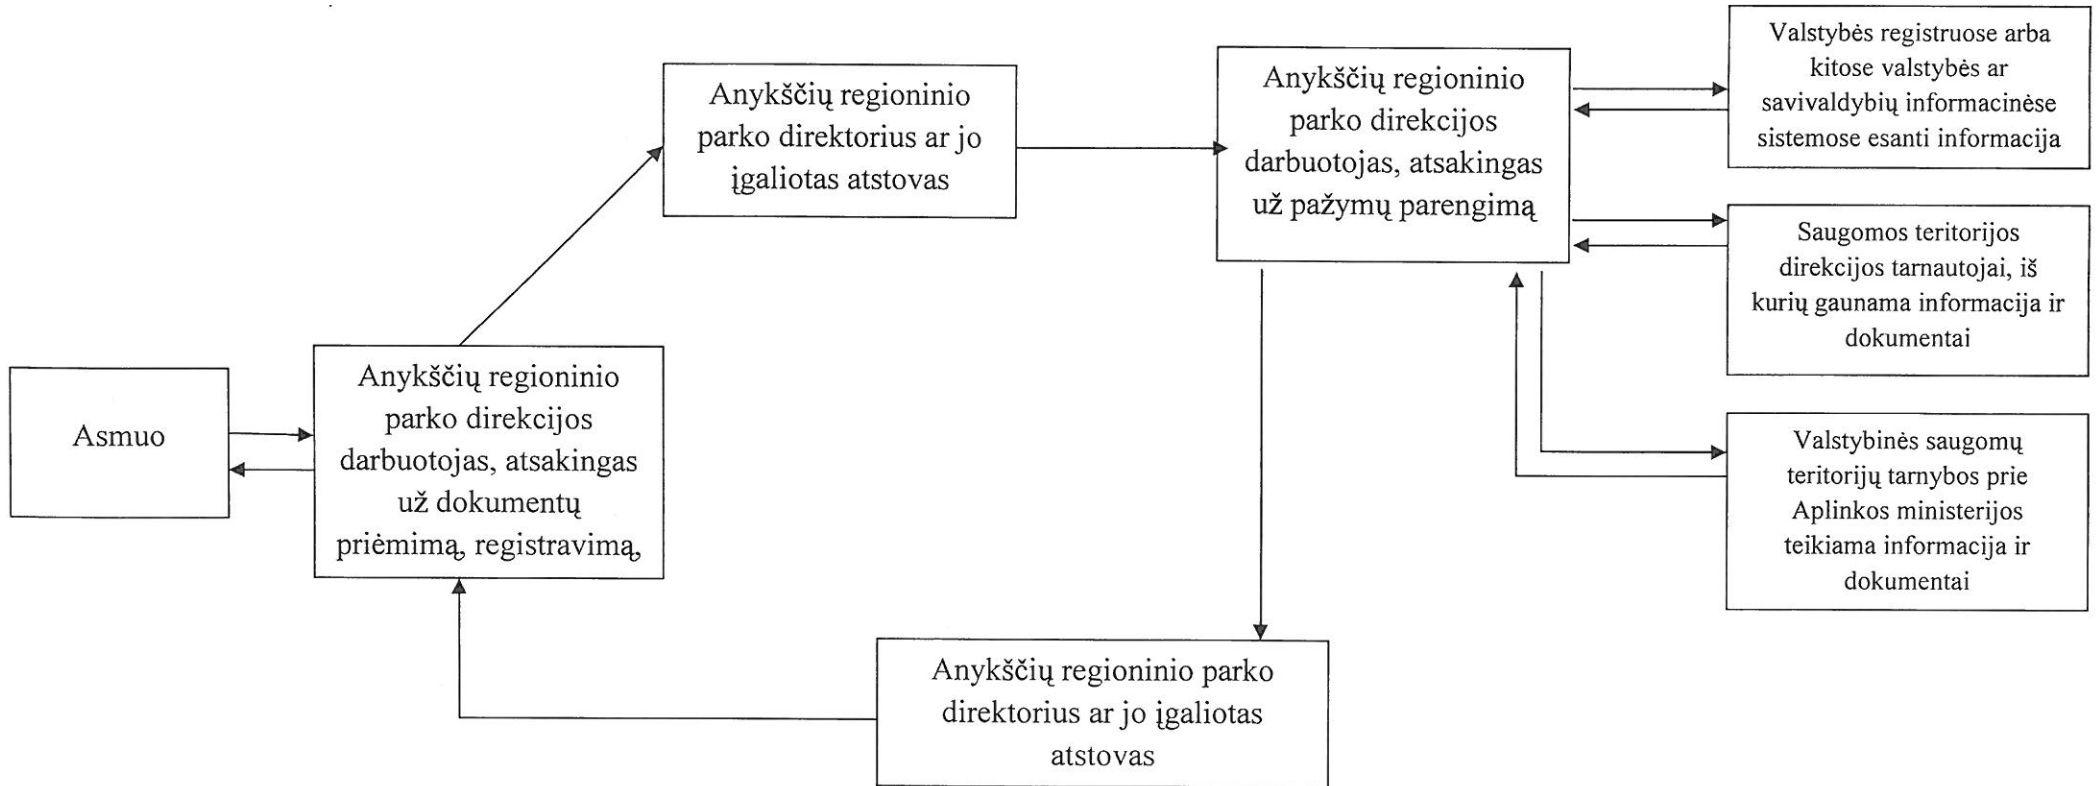 Asmuo
Anykščių regioninio
parko direkcijos
darbuotojas, atsakingas
už dokumentų
priėmimą, registravimą,
Anykščių regioninio
parko direktorius ar jo
įgaliotas atstovas
Anykščių regioninio
parko direkcijos
darbuotojas, atsakingas
už pažymų parengimą
Valstybės registruose arba
kitose valstybės ar
savivaldybių informacinėse
sistemose esanti informacija
Saugomos teritorijos
direkcijos tarnautojai, iš
kurių gaunama informacija ir
dokumentai
Valstybinės saugomų
teritorijų tarnybos prie
Aplinkos ministerijos
teikiama informacija ir
dokumentai
Anykščių regioninio parko
direktorius ar jo įgaliotas
atstovas